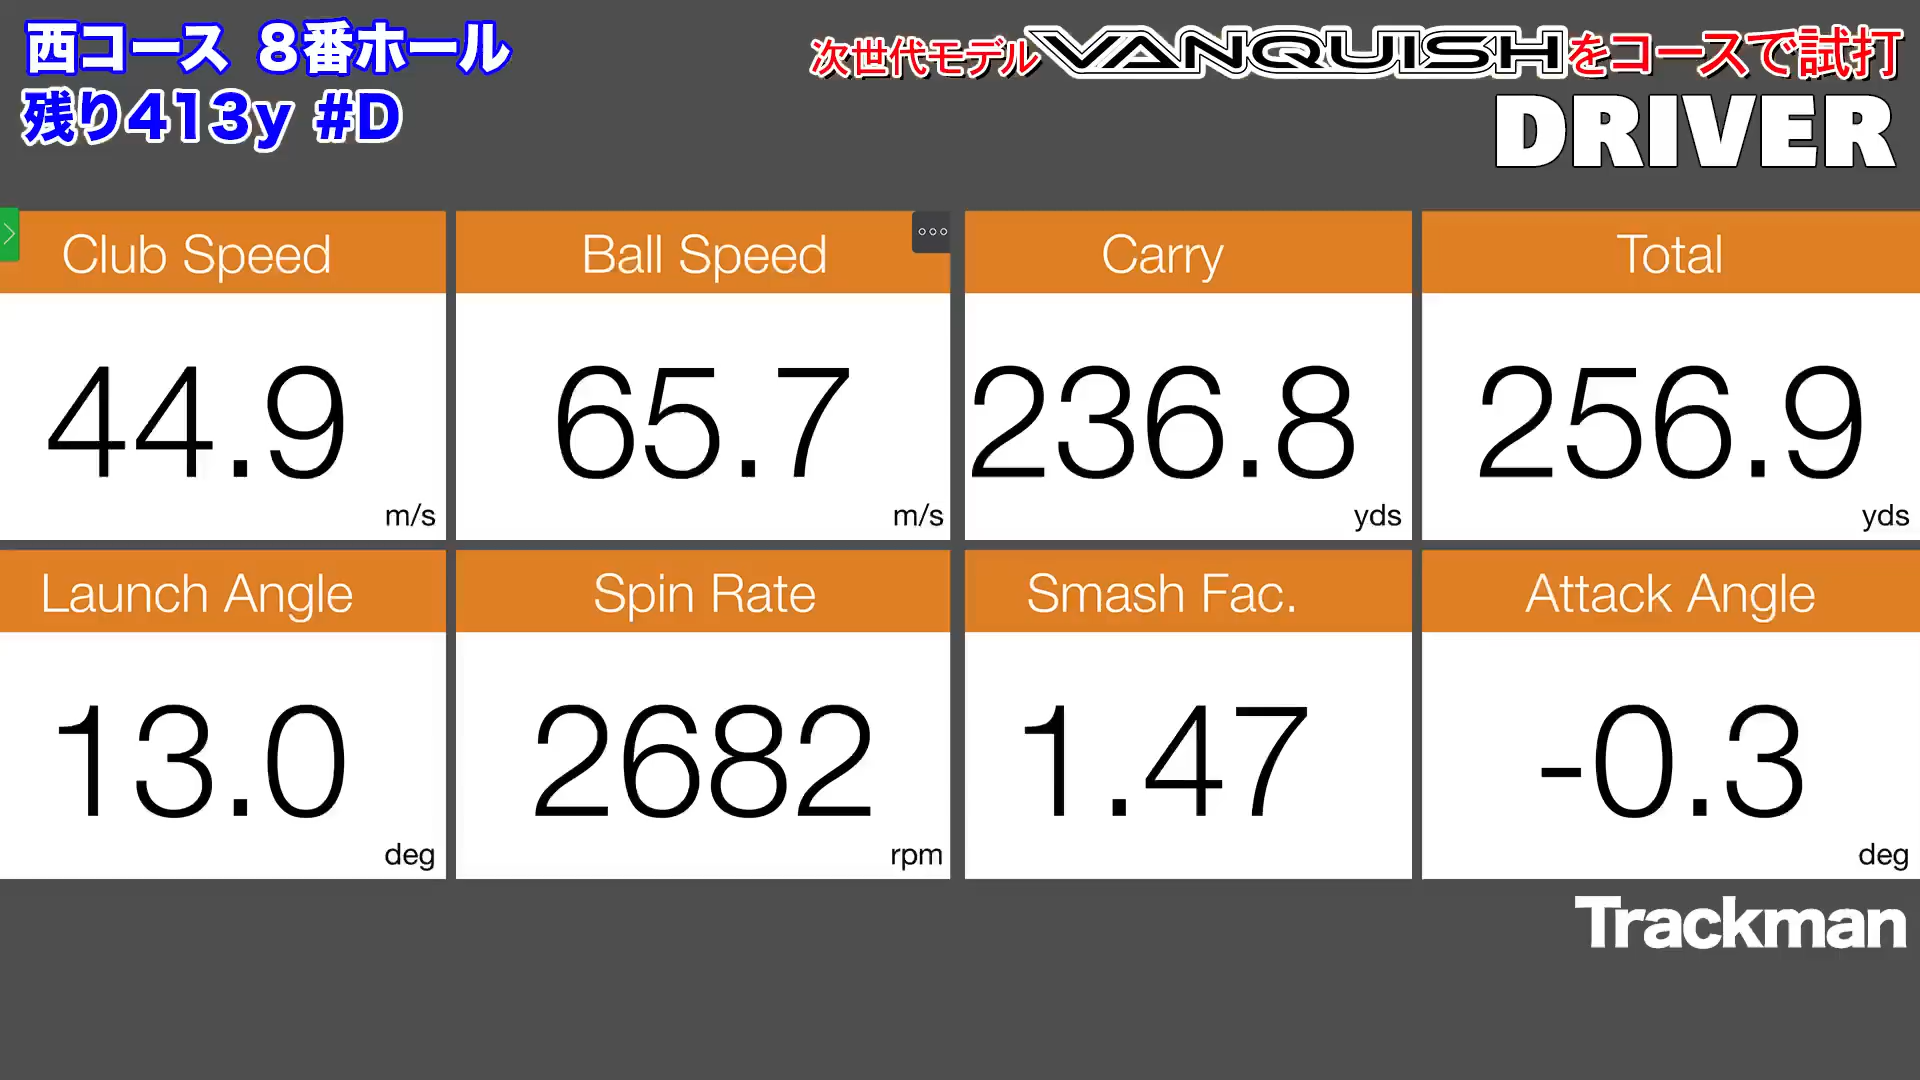 西コース 8番ホール
残り413y #D
次世代モデルVANQUISHをコースで試打
DRIVER
Club Speed
44.9
m/s
Ball Speed
65.7
m/s
Carry
236.8
yds
Total
256.9
yds
Launch Angle
13.0
deg
Spin Rate
2682
rpm
Smash Fac.
1.47
Attack Angle
-0.3
deg
Trackman